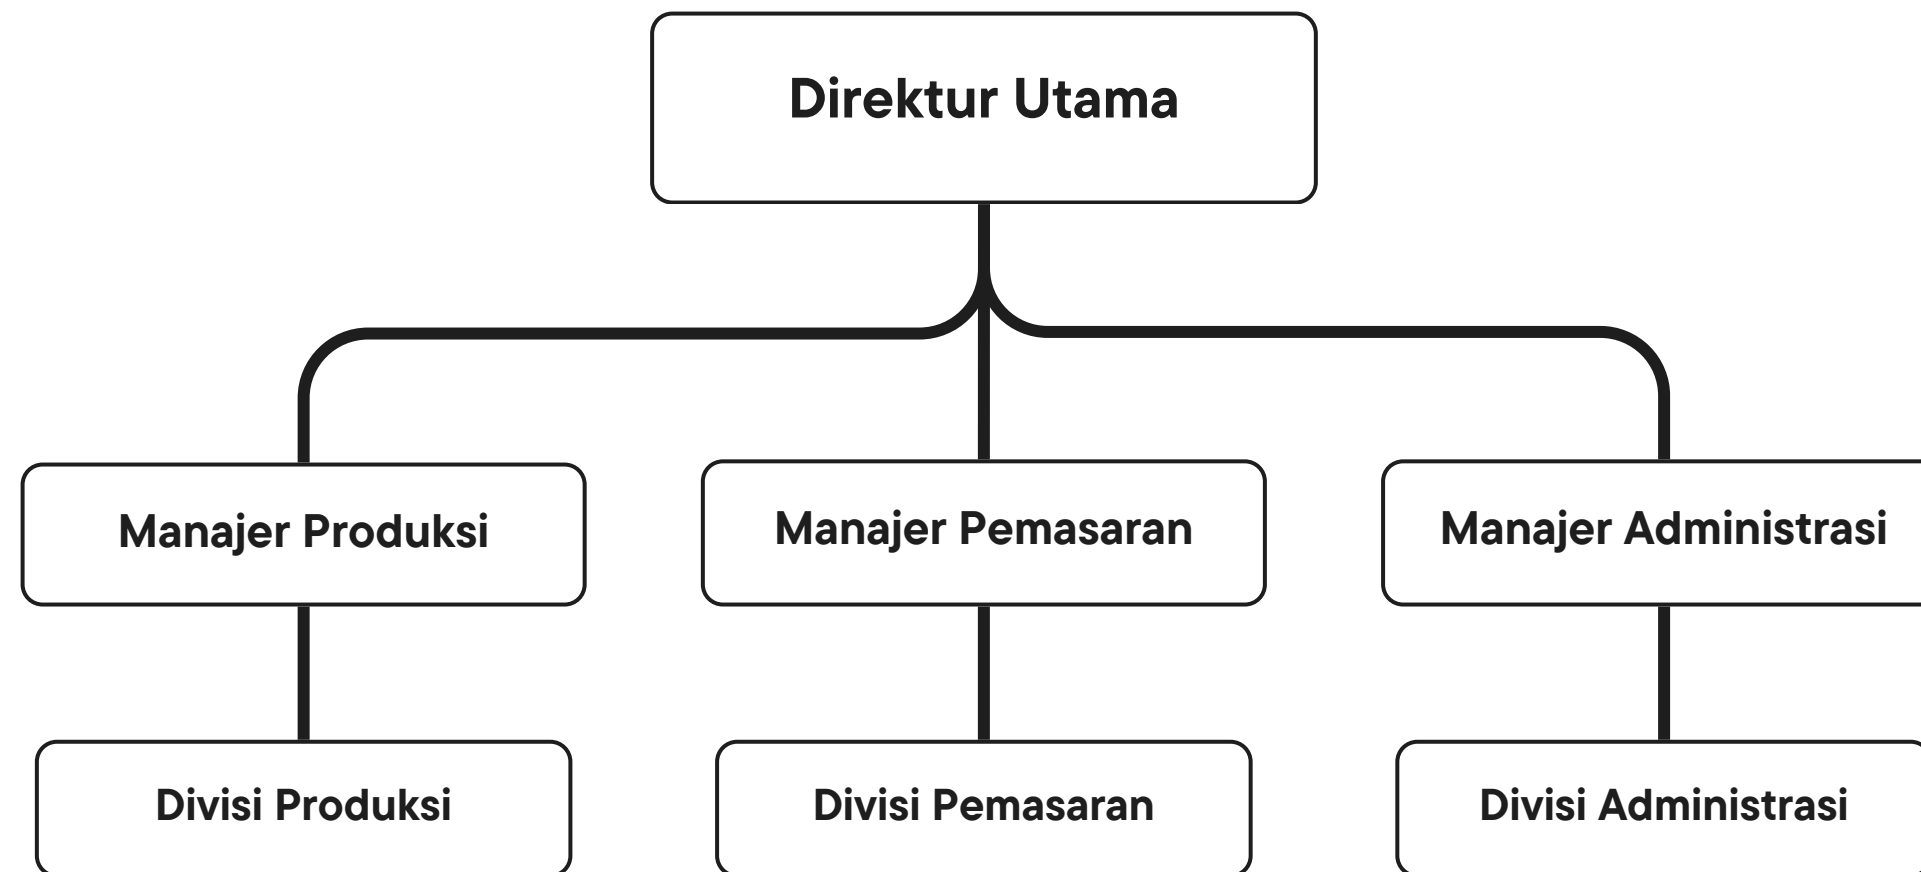 Direktur Utama
Manajer Produksi
Manajer Pemasaran
Manajer Administrasi
Divisi Produksi
Divisi Pemasaran
Divisi Administrasi